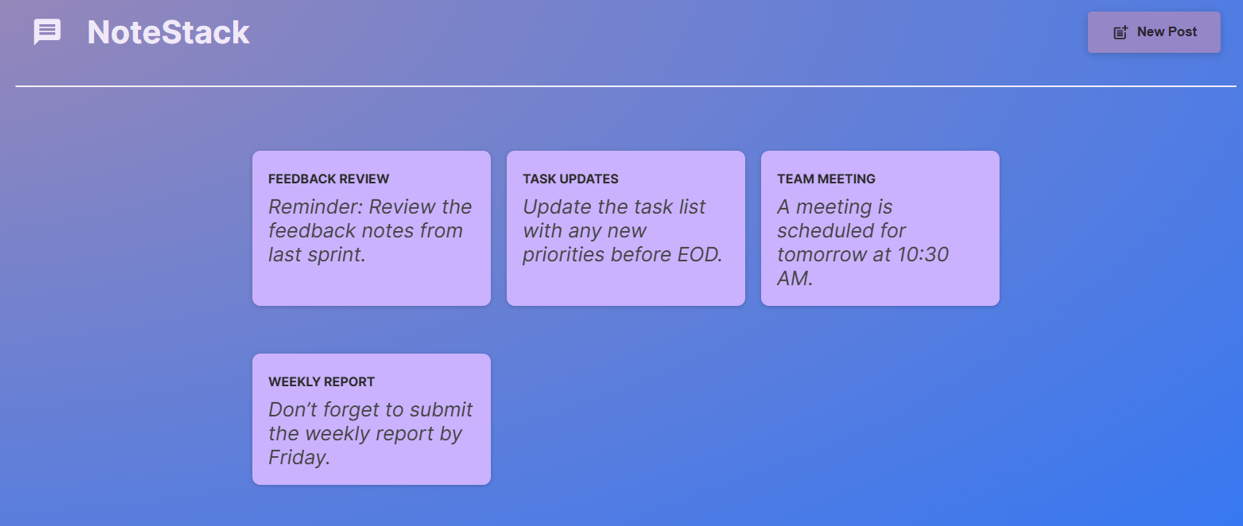 NoteStack
New Post
FEEDBACK REVIEW
Reminder: Review the
feedback notes from
last sprint.
TASK UPDATES
Update the task list
with any new
priorities before EOD.
TEAM MEETING
A meeting is
scheduled for
tomorrow at 10:30
AM.
WEEKLY REPORT
Don’t forget to submit
the weekly report by
Friday.